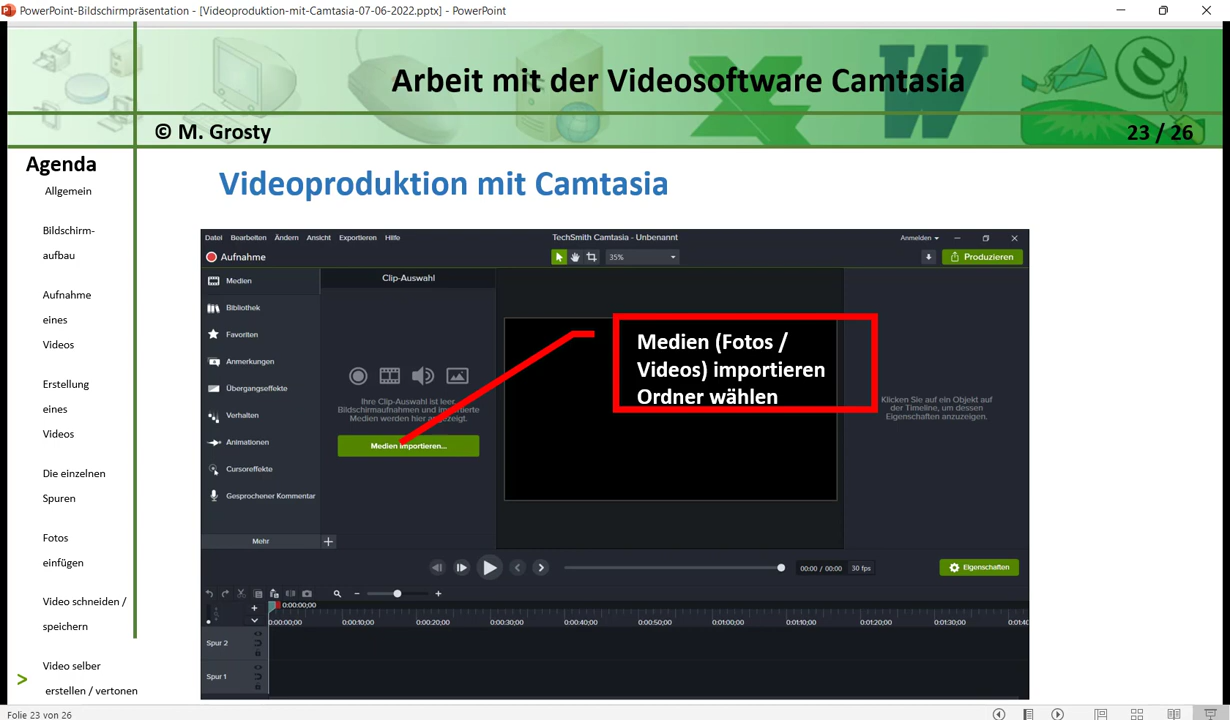 PowerPoint-Bildschirmpräsentation - [Videoproduktion-mit-Camtasia-07-06-2022.pptx] - PowerPoint
Arbeit mit der Videosoftware Camtasia
© M. Grosty
23 / 26
Agenda
Allgemein
Bildschirm-
aufbau
Aufnahme
eines
Videos
Erstellung
eines
Videos
Die einzelnen
Spuren
Fotos
einfügen
Video schneiden /
speichern
Video selber
>
erstellen / vertonen
Videoproduktion mit Camtasia
Datei Bearbeiten Ändern Ansicht Exportieren Hilfe
TechSmith Camtasia - Unbenannt
Anmelden
Aufnahme
35%
Produzieren
Medien
Bibliothek
Favoriten
Anmerkungen
Übergangseffekte
Verhalten
Animationen
Cursoreffekte
Gesprochener Kommentar
Mehr
Clip-Auswahl
Ihre Clip-Auswahl ist leer.
Bildschirmaufnahmen und importierte
Medien werden hier angezeigt.
Medien importieren...
Medien (Fotos /
Videos) importieren
Ordner wählen
Klicken Sie auf ein Objekt auf
der Timeline, um dessen
Eigenschaften anzuzeigen.
00:00 / 00:00 30 fps
Eigenschaften
0:00:00;00
0:00:00;00 0:00:10;00 0:00:20;00 0:00:30;00 0:00:40;00 0:00:50;00 0:01:00;00 0:01:10;00 0:01:20;00 0:01:30;00 0:01:40
Spur 2
Spur 1
Folie 23 von 26